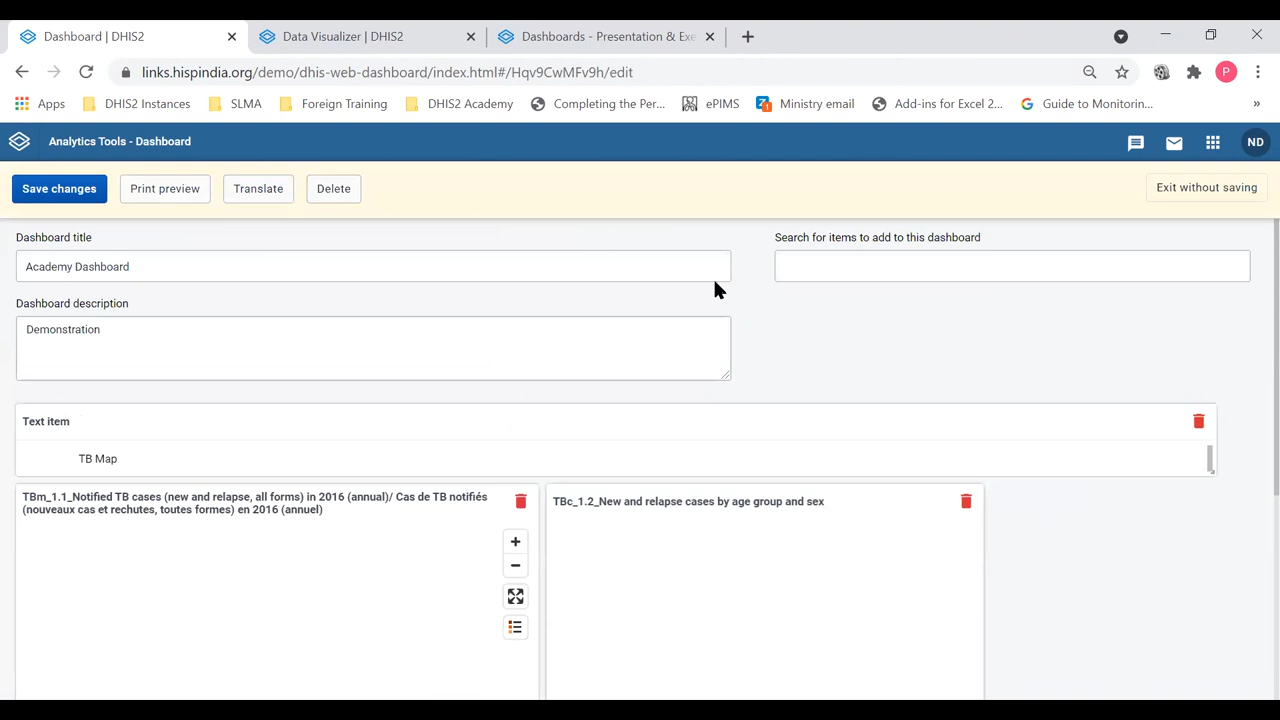 Dashboard | DHIS2
Data Visualizer | DHIS2
Dashboards - Presentation & Exe
links.hispindia.org/demo/dhis-web-dashboard/index.html#/Hqv9CwMFv9h/edit
P
Apps
DHIS2 Instances
SLMA
Foreign Training
DHIS2 Academy
Completing the Per...
ePIMS
Ministry email
Add-ins for Excel 2...
Guide to Monitorin...
»
Analytics Tools - Dashboard
ND
Save changes
Print preview
Translate
Delete
Exit without saving
Dashboard title
Search for items to add to this dashboard
Academy Dashboard
Dashboard description
Demonstration
Text item
TB Map
TBm_1.1_Notified TB cases (new and relapse, all forms) in 2016 (annual)/ Cas de TB notifiés
(nouveaux cas et rechutes, toutes formes) en 2016 (annuel)
TBc_1.2_New and relapse cases by age group and sex